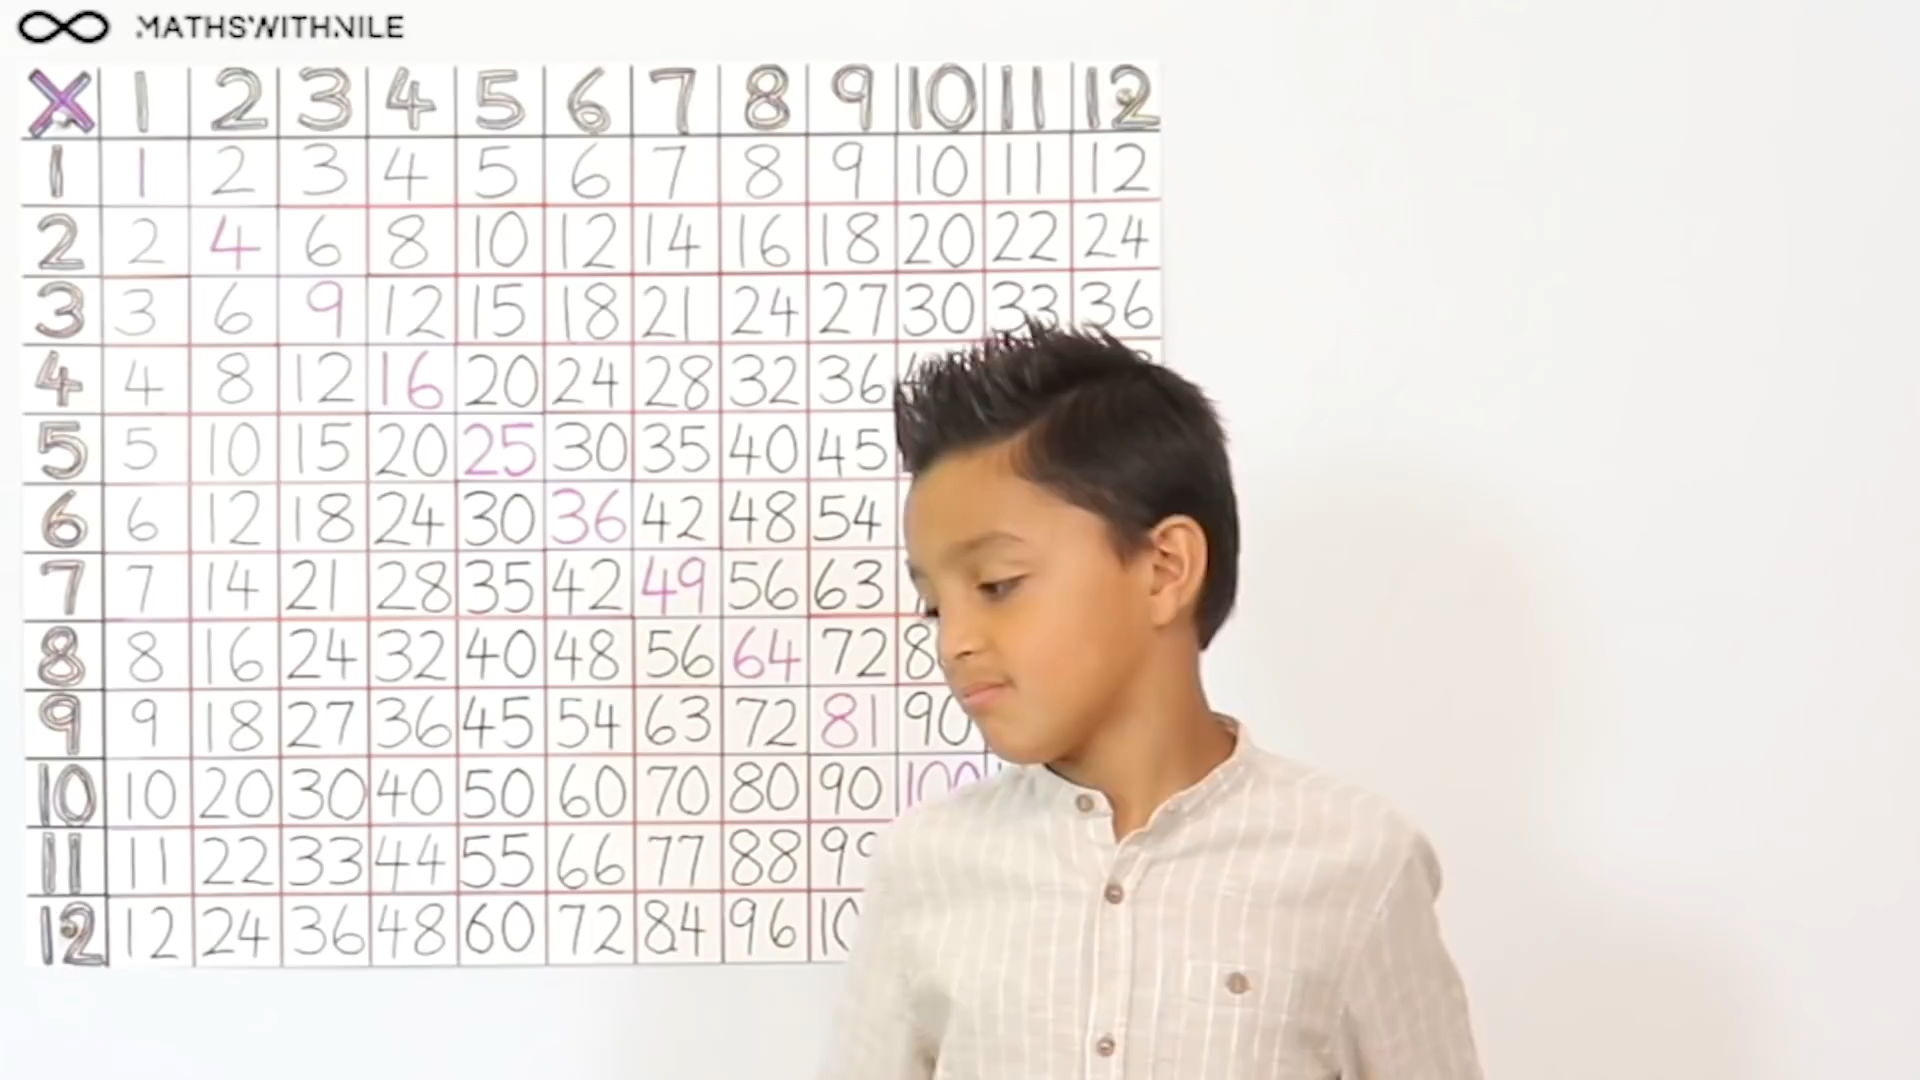 MATHSWITHNILE
X 1 2 3 4 5 6 7 8 9 10 11 12
1 1 2 3 4 5 6 7 8 9 10 11 12
2 2 4 6 8 10 12 14 16 18 20 22 24
3 3 6 9 12 15 18 21 24 27 30 33 36
4 4 8 12 16 20 24 28 32 36
5 5 10 15 20 25 30 35 40 45
6 6 12 18 24 30 36 42 48 54
7 7 14 21 28 35 42 49 56 63
8 8 16 24 32 40 48 56 64 72
9 9 18 27 36 45 54 63 72 81 90
10 10 20 30 40 50 60 70 80 90 100
11 11 22 33 44 55 66 77 88 99
12 12 24 36 48 60 72 84 96